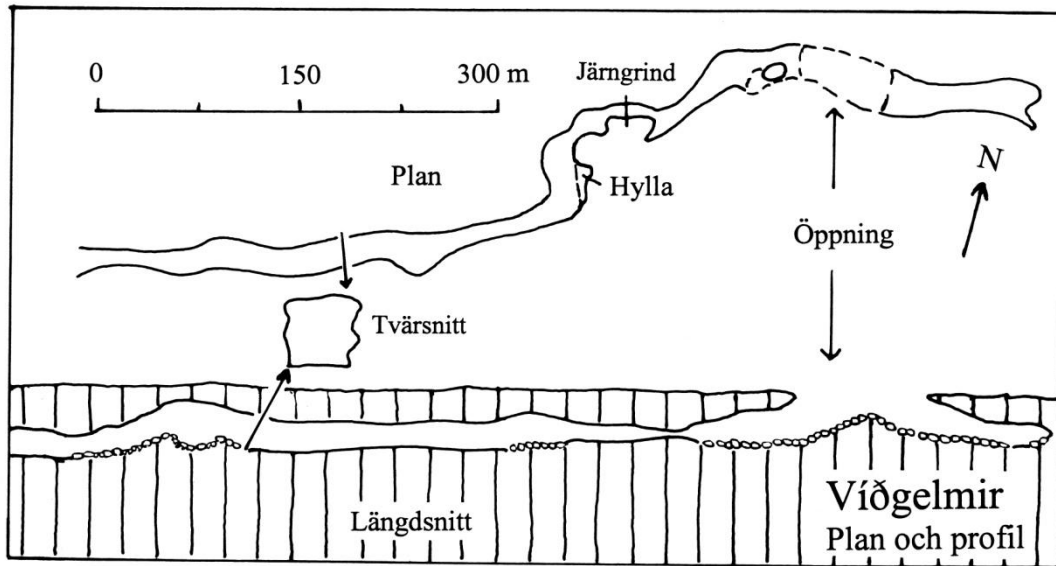 0 150 300 m
Järngrind
Plan
Hylla
N
Öppning
Tvärsnitt
Längdsnitt
Víðgelmir
Plan och profil